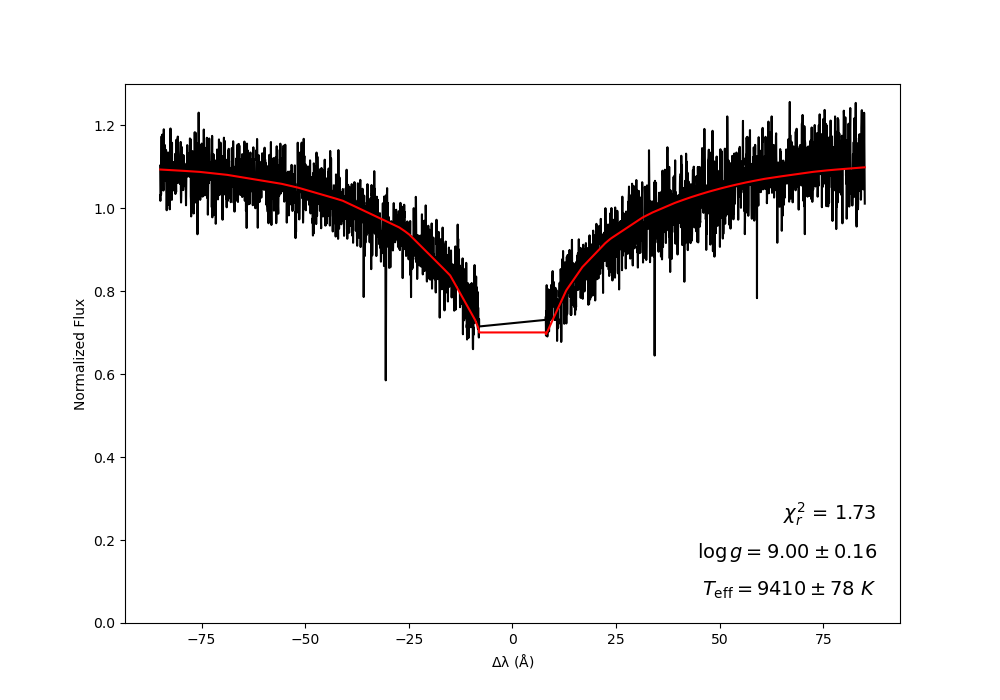 1.2
1.0
0.8
0.6
0.4
0.2
0.0
Normalized Flux
χ²ᵣ = 1.73
log g = 9.00 ± 0.16
T_eff = 9410 ± 78 K
−75 −50 −25 0 25 50 75
Δλ (Å)